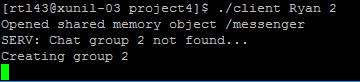 [rtl43@xunil-03 project4]$ ./client Ryan 2
Opened shared memory object /messenger
SERV: Chat group 2 not found...
Creating group 2